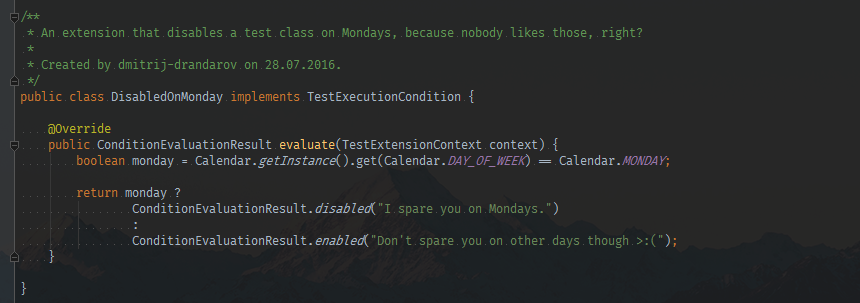 /**
 * An extension that disables a test class on Mondays, because nobody likes those, right?
 *
 * Created by dmitrij-drandarov on 28.07.2016.
 */
public class DisabledOnMonday implements TestExecutionCondition {

    @Override
    public ConditionEvaluationResult evaluate(TestExtensionContext context) {
        boolean monday = Calendar.getInstance().get(Calendar.DAY_OF_WEEK) == Calendar.MONDAY;

        return monday ?
                ConditionEvaluationResult.disabled("I spare you on Mondays.")
                :
                ConditionEvaluationResult.enabled("Don't spare you on other days though >:(");
    }

}